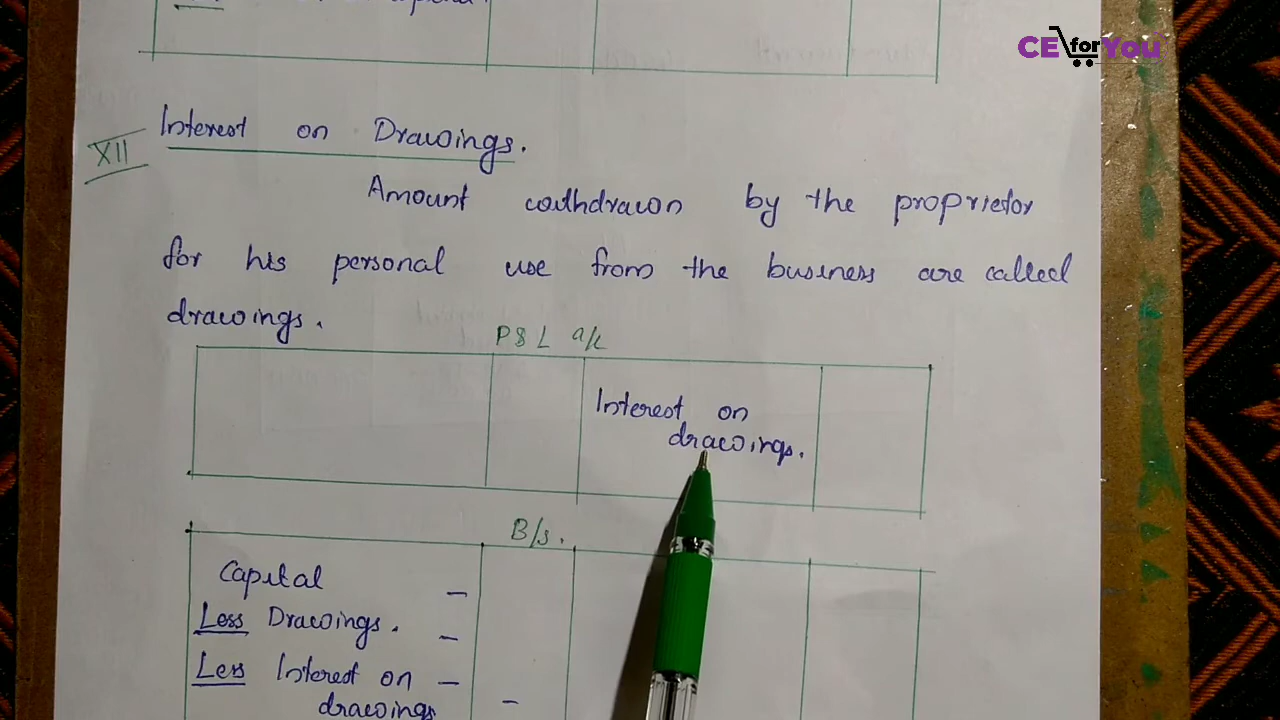 CE for You
XII Interest on Drawings.
Amount withdrawn by the proprietor
for his personal use from the business are called
drawings.
P & L a/c
Interest on
drawings.
B/s.
Capital -
Less Drawings. -
Less Interest on -
drawings -